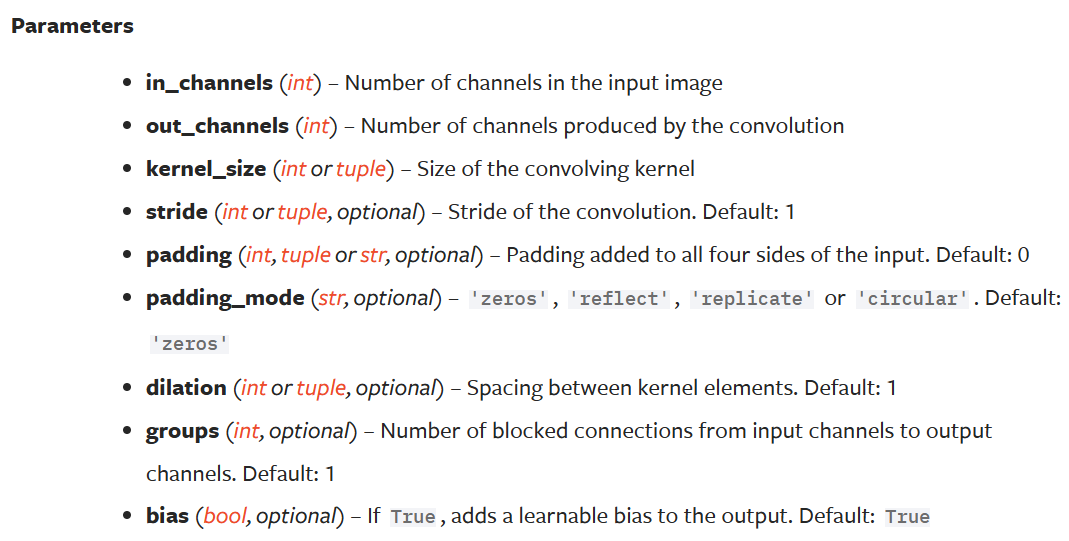 Parameters
• in_channels (int) – Number of channels in the input image
• out_channels (int) – Number of channels produced by the convolution
• kernel_size (int or tuple) – Size of the convolving kernel
• stride (int or tuple, optional) – Stride of the convolution. Default: 1
• padding (int, tuple or str, optional) – Padding added to all four sides of the input. Default: 0
• padding_mode (str, optional) – 'zeros', 'reflect', 'replicate' or 'circular'. Default:
'zeros'
• dilation (int or tuple, optional) – Spacing between kernel elements. Default: 1
• groups (int, optional) – Number of blocked connections from input channels to output
channels. Default: 1
• bias (bool, optional) – If True, adds a learnable bias to the output. Default: True